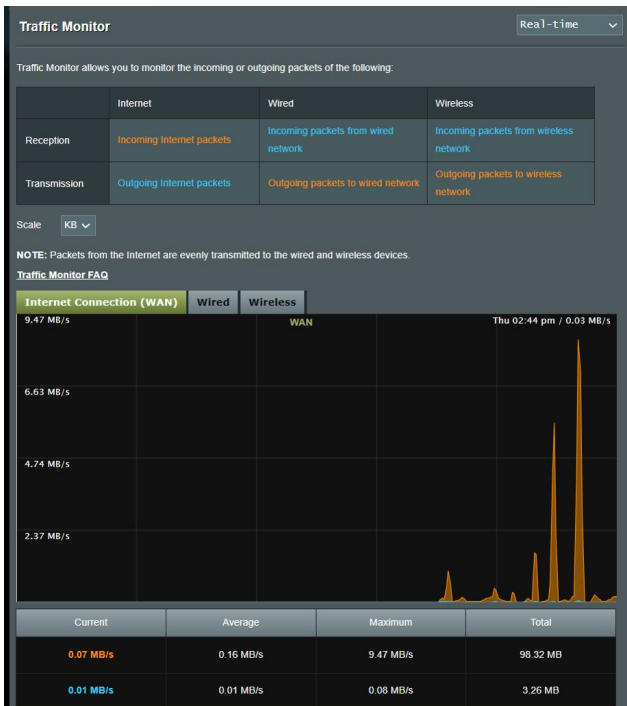 Traffic Monitor
Real-time
Traffic Monitor allows you to monitor the incoming or outgoing packets of the following:
Internet Wired Wireless
Reception Incoming Internet packets Incoming packets from wired network Incoming packets from wireless network
Transmission Outgoing Internet packets Outgoing packets to wired network Outgoing packets to wireless network
Scale KB
NOTE: Packets from the Internet are evenly transmitted to the wired and wireless devices.
Traffic Monitor FAQ
Internet Connection (WAN) Wired Wireless
9.47 MB/s WAN Thu 02:44 pm / 0.03 MB/s
6.63 MB/s
4.74 MB/s
2.37 MB/s
Current Average Maximum Total
0.07 MB/s 0.16 MB/s 9.47 MB/s 98.32 MB
0.01 MB/s 0.01 MB/s 0.08 MB/s 3.26 MB